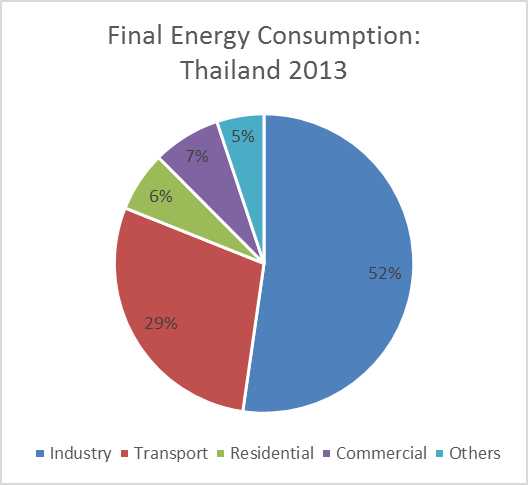 Final Energy Consumption:
Thailand 2013
5%
7%
6%
52%
29%
Industry Transport Residential Commercial Others